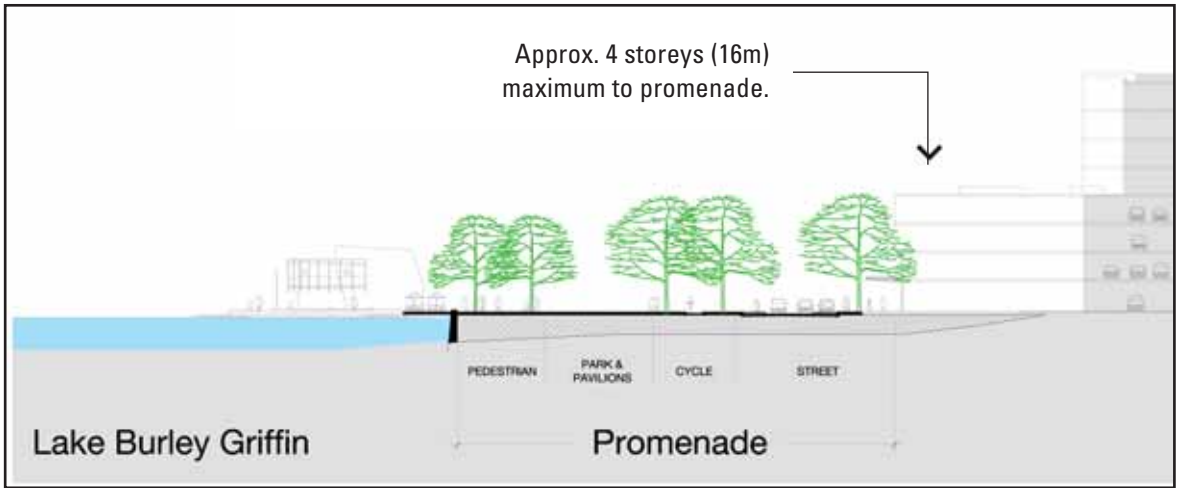 Approx. 4 storeys (16m)
maximum to promenade.
PEDESTRIAN
PARK &
PAVILIONS
CYCLE
STREET
Lake Burley Griffin
Promenade